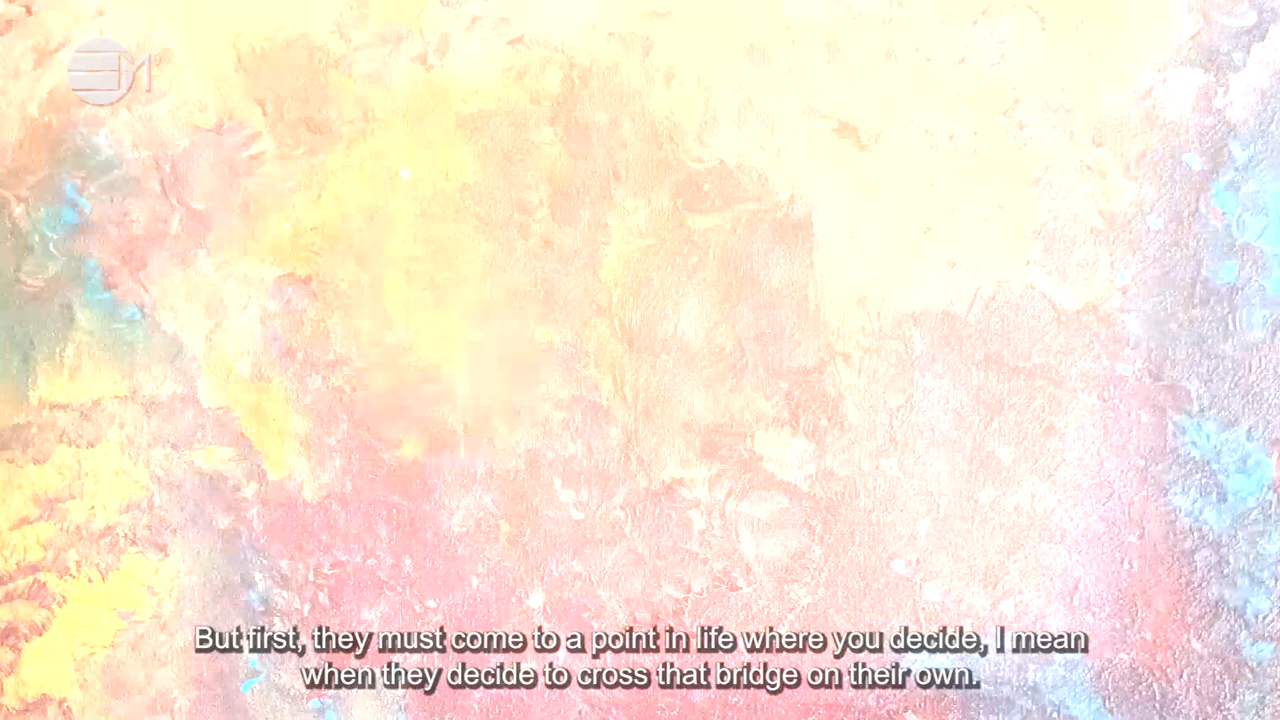 But first, they must come to a point in life where you decide, I mean
when they decide to cross that bridge on their own.